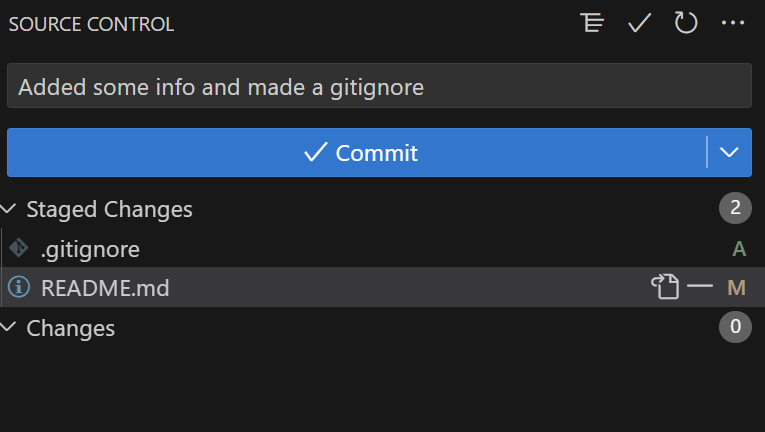 SOURCE CONTROL
Added some info and made a gitignore
Commit
Staged Changes 2
.gitignore A
README.md M
Changes 0